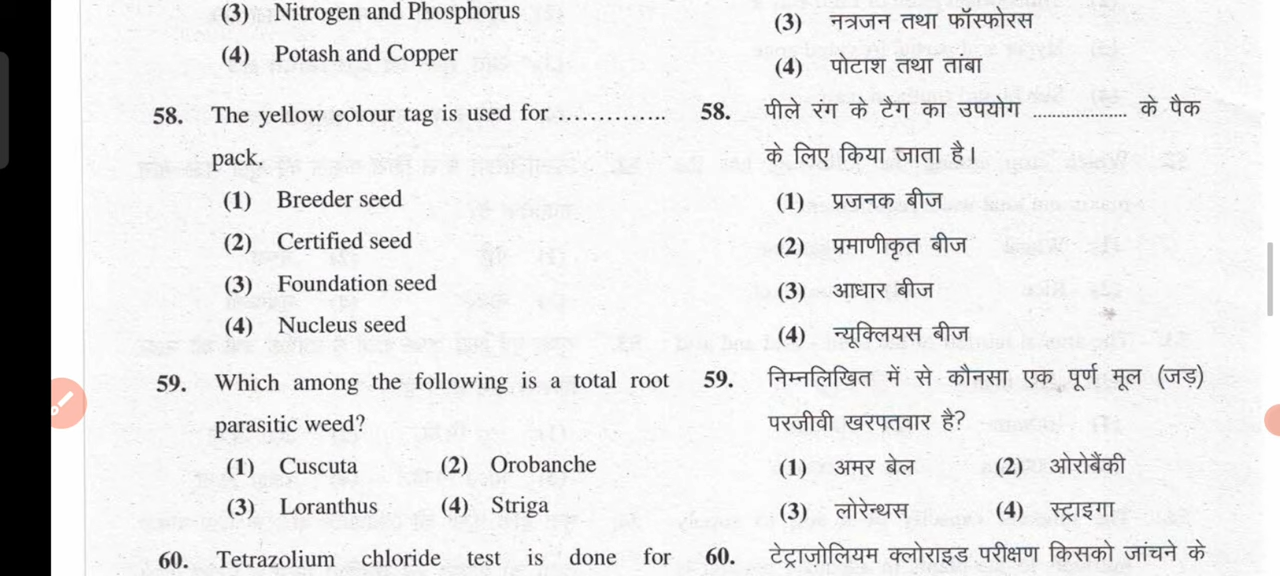 (3) Nitrogen and Phosphorus
(4) Potash and Copper
58. The yellow colour tag is used for ..............
pack.
(1) Breeder seed
(2) Certified seed
(3) Foundation seed
(4) Nucleus seed
59. Which among the following is a total root
parasitic weed?
(1) Cuscuta (2) Orobanche
(3) Loranthus (4) Striga
60. Tetrazolium chloride test is done for
(3) नत्रजन तथा फॉस्फोरस
(4) पोटाश तथा तांबा
58. पीले रंग के टैग का उपयोग ................... के पैक
के लिए किया जाता है।
(1) प्रजनक बीज
(2) प्रमाणीकृत बीज
(3) आधार बीज
(4) न्यूक्लियस बीज
59. निम्नलिखित में से कौनसा एक पूर्ण मूल (जड़)
परजीवी खरपतवार है?
(1) अमर बेल (2) ओरोबैंकी
(3) लोरेन्थस (4) स्ट्राइगा
60. टेट्राजोलियम क्लोराइड परीक्षण किसको जांचने के